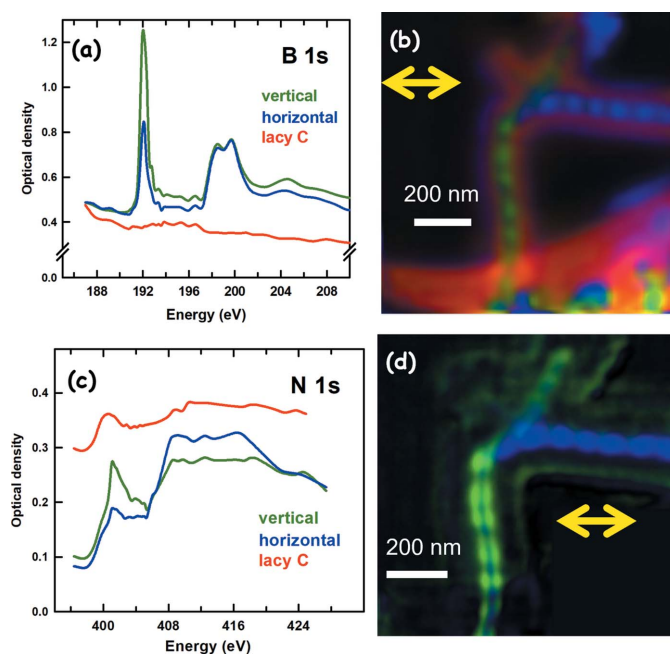 (a)
B 1s
vertical
horizontal
lacy C
Optical density
1.2
1.0
0.8
0.6
0.4
0.0
188 192 196 200 204 208
Energy (eV)
(b)
200 nm
(c)
N 1s
vertical
horizontal
lacy C
Optical density
0.4
0.3
0.2
0.1
0.0
400 408 416 424
Energy (eV)
(d)
200 nm